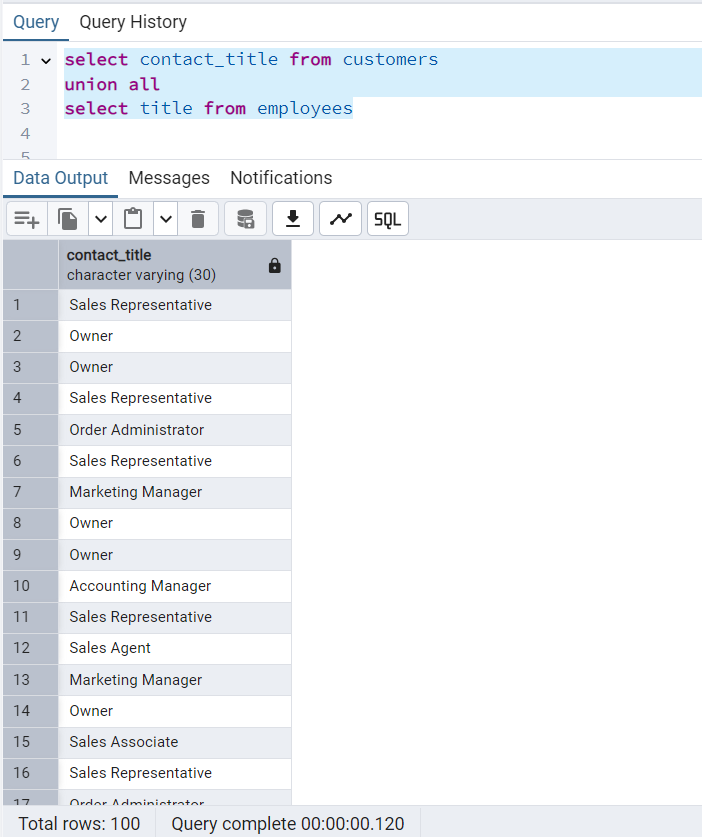 Query Query History
1 select contact_title from customers
2 union all
3 select title from employees
4
5
Data Output Messages Notifications
SQL
contact_title
character varying (30)
1 Sales Representative
2 Owner
3 Owner
4 Sales Representative
5 Order Administrator
6 Sales Representative
7 Marketing Manager
8 Owner
9 Owner
10 Accounting Manager
11 Sales Representative
12 Sales Agent
13 Marketing Manager
14 Owner
15 Sales Associate
16 Sales Representative
17 Order Administrator
Total rows: 100 Query complete 00:00:00.120